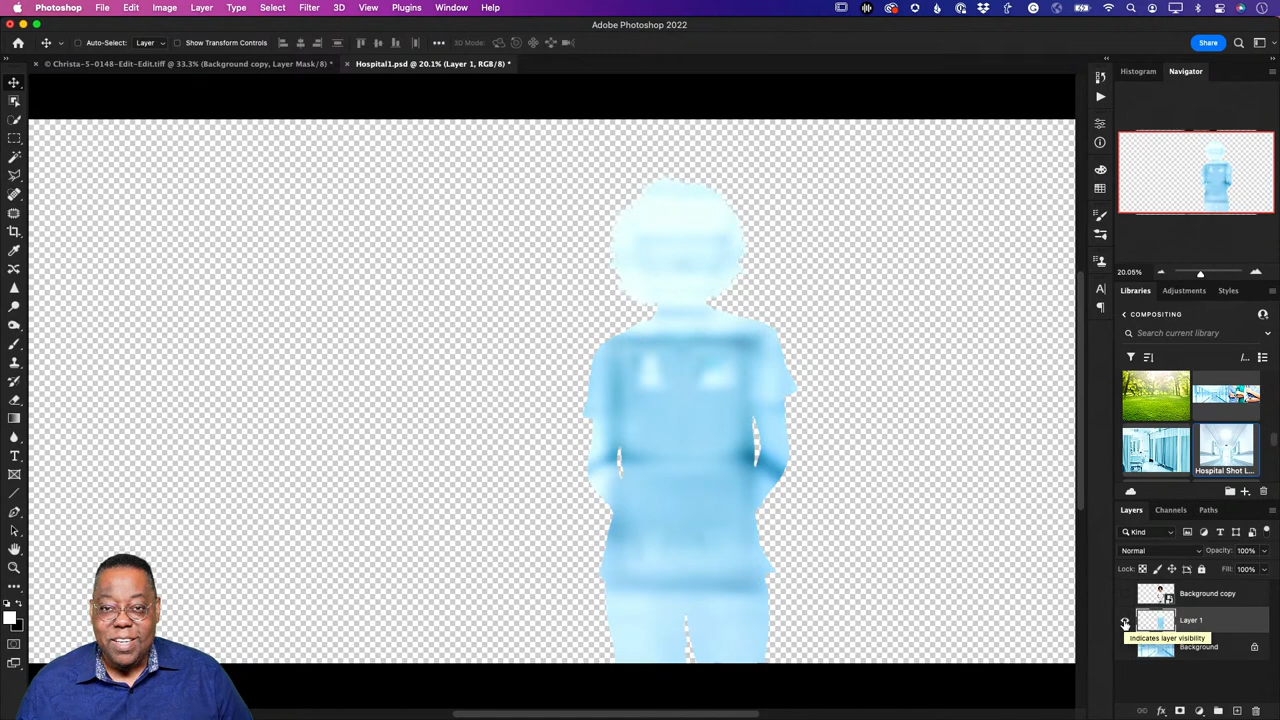 Photoshop File Edit Image Layer Type Select Filter 3D View Plugins Window Help
Adobe Photoshop 2022
Auto-Select: Layer Show Transform Controls 3D Mode: Share
© Christa-5-0148-Edit-Edit.tiff @ 33.3% (Background copy, Layer Mask/8) * Hospital1.psd @ 20.1% (Layer 1, RGB/8) *
Histogram Navigator
20.05%
Libraries Adjustments Styles
COMPOSITING
Search current library
Hospital Shot L...
Layers Channels Paths
Kind
Normal Opacity: 100%
Lock: Fill: 100%
Background copy
Layer 1
Indicates layer visibility
Background